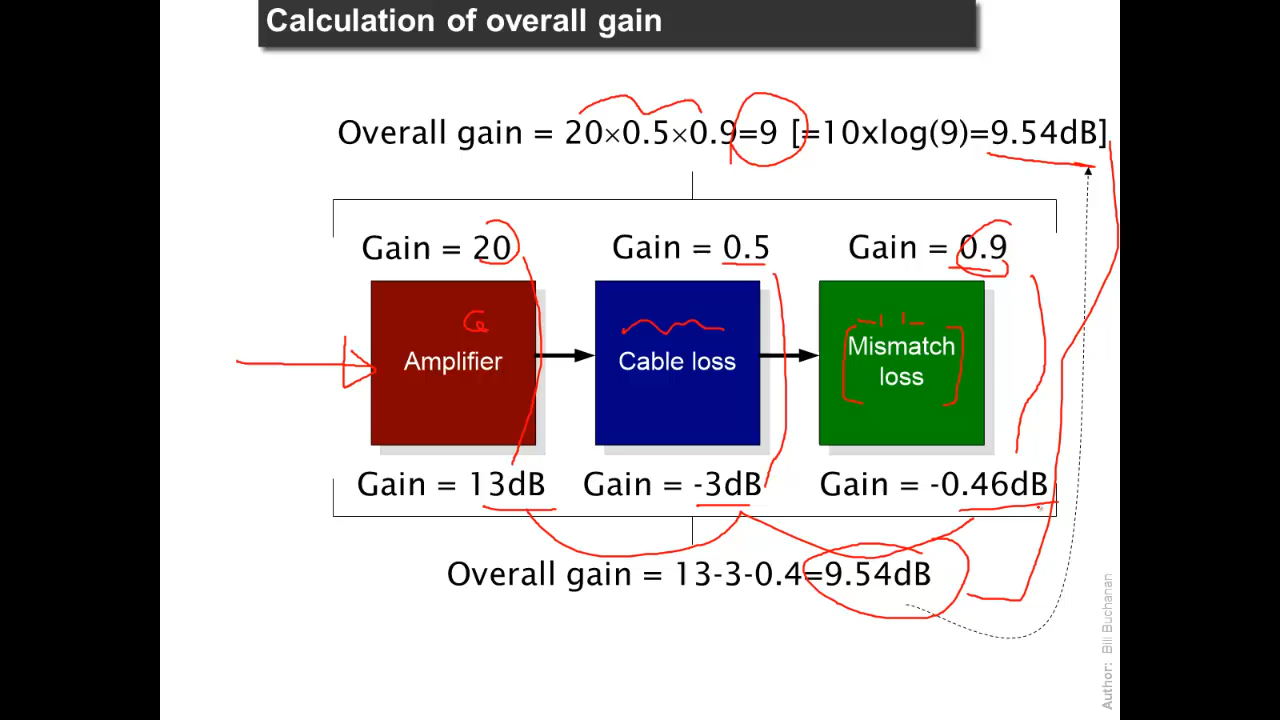 Calculation of overall gain
Overall gain = 20×0.5×0.9=9 [=10xlog(9)=9.54dB]
Gain = 20 Gain = 0.5 Gain = 0.9
G
Amplifier
Cable loss
Mismatch
loss
Gain = 13dB Gain = -3dB Gain = -0.46dB
Overall gain = 13-3-0.4=9.54dB
Author: Bill Buchanan